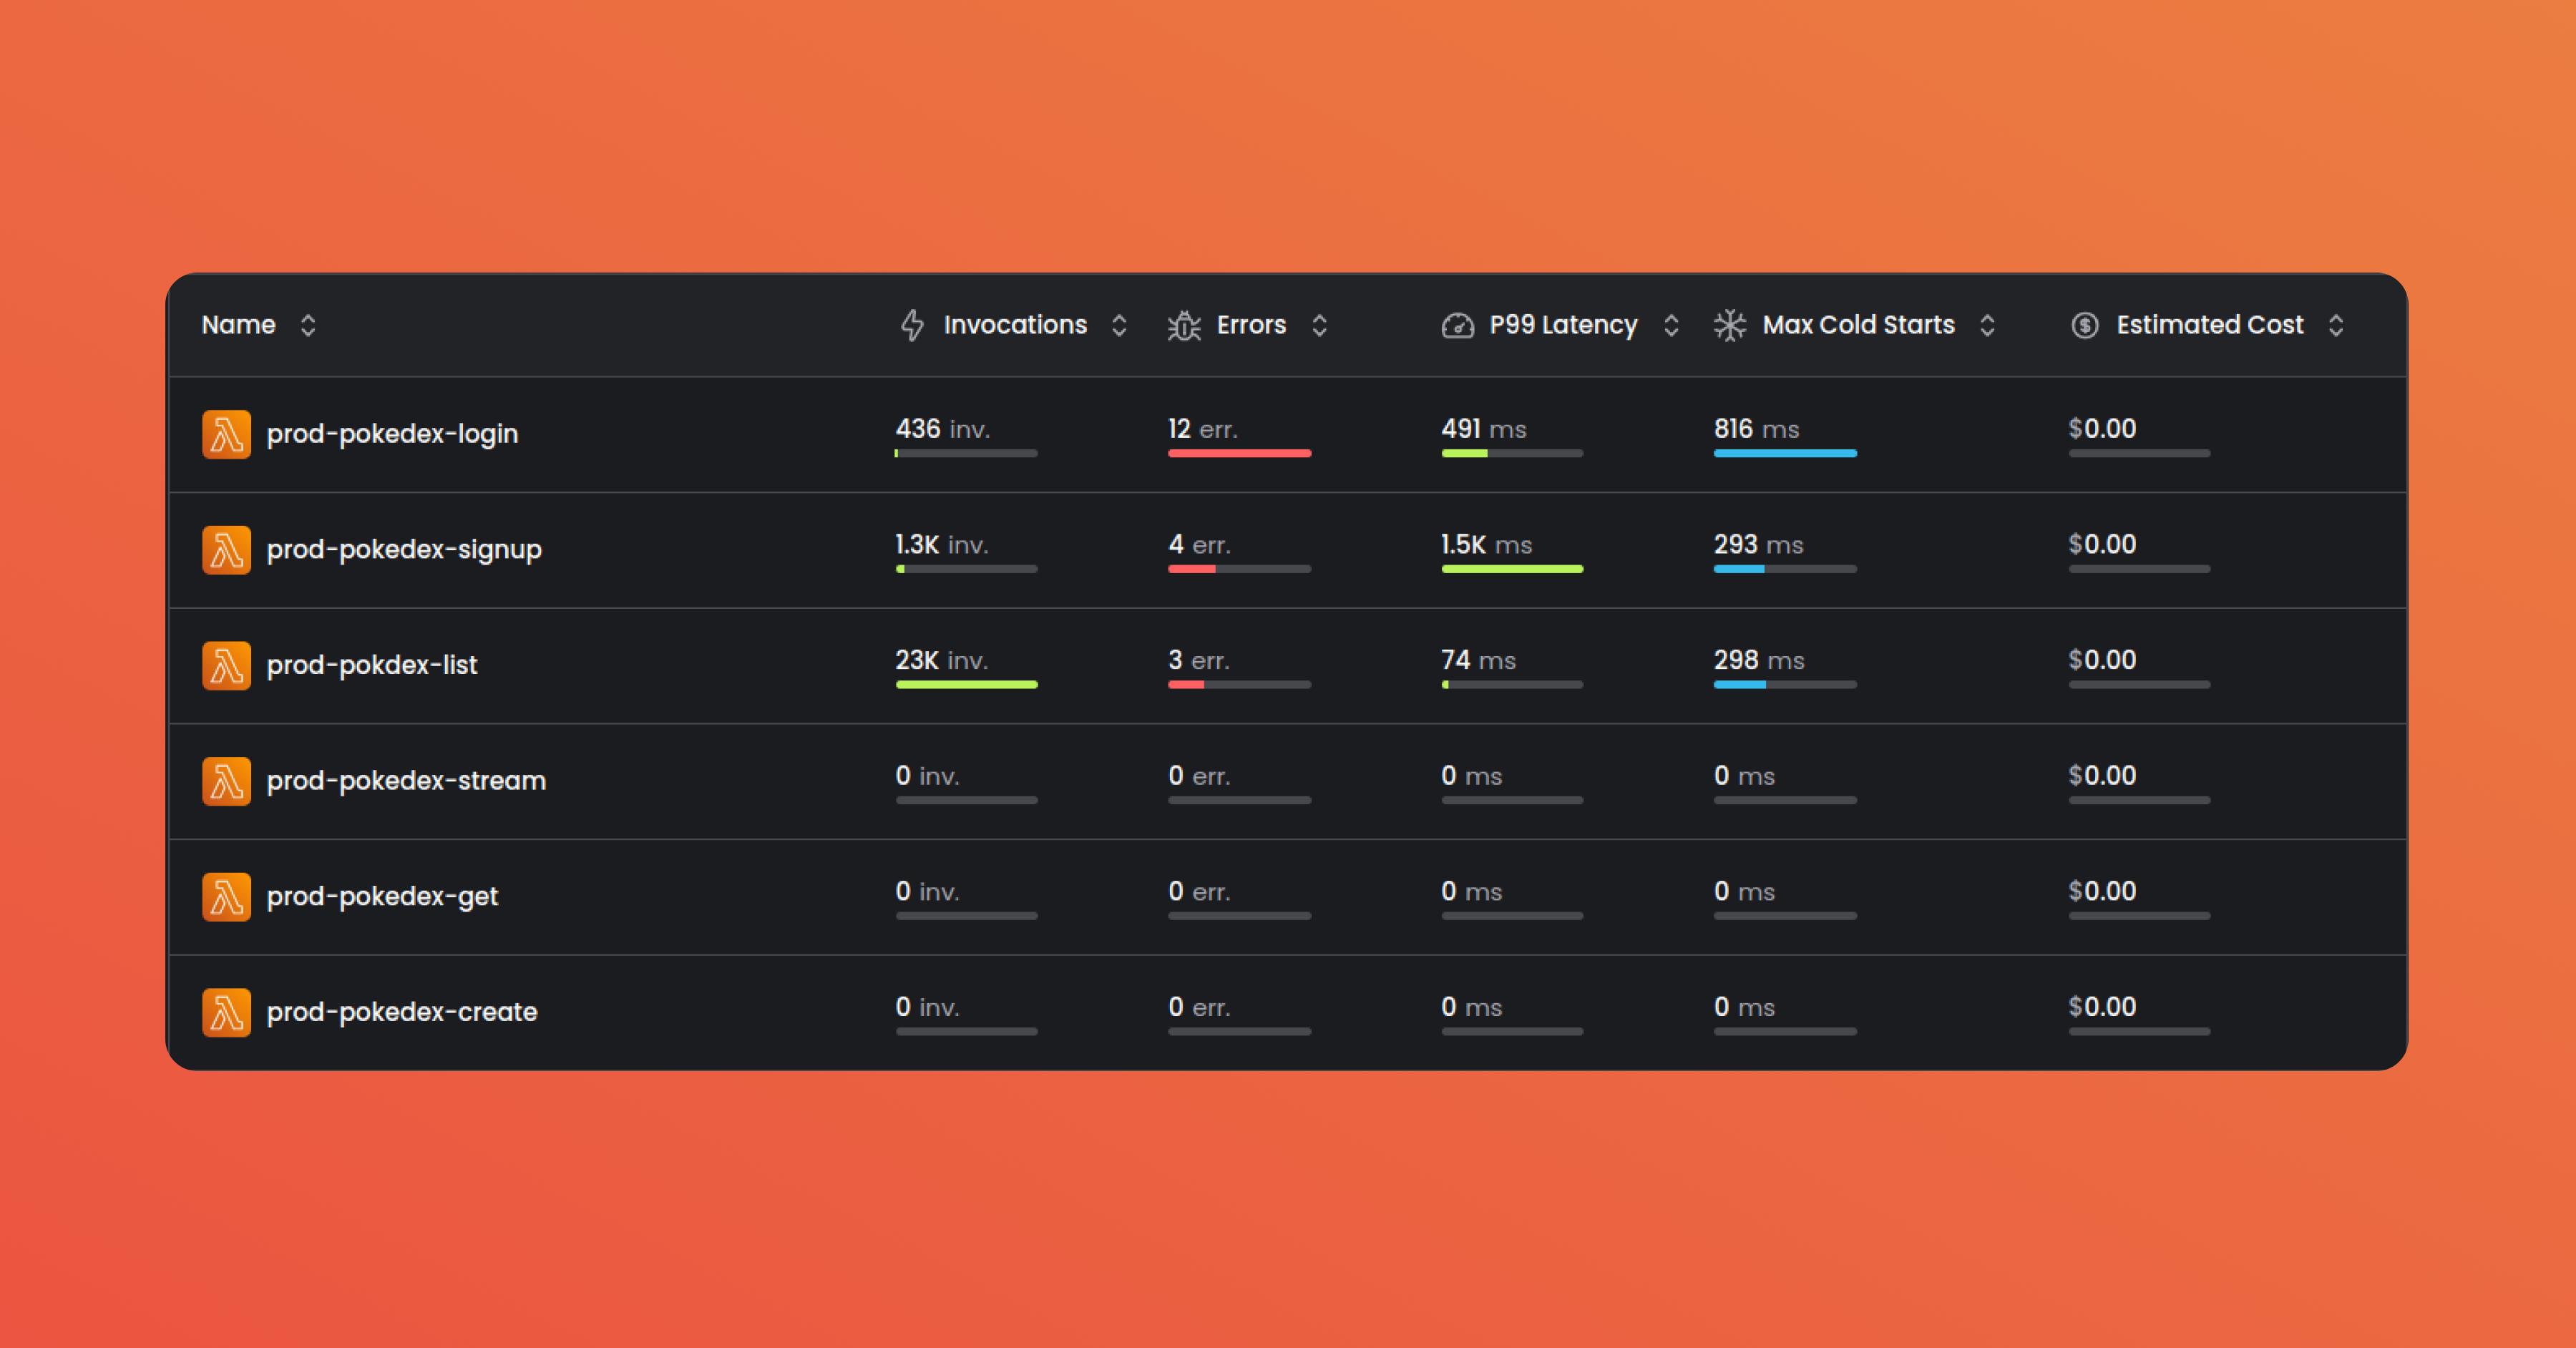 Name Invocations Errors P99 Latency Max Cold Starts Estimated Cost
prod-pokedex-login 436 inv. 12 err. 491 ms 816 ms $0.00
prod-pokedex-signup 1.3K inv. 4 err. 1.5K ms 293 ms $0.00
prod-pokdex-list 23K inv. 3 err. 74 ms 298 ms $0.00
prod-pokedex-stream 0 inv. 0 err. 0 ms 0 ms $0.00
prod-pokedex-get 0 inv. 0 err. 0 ms 0 ms $0.00
prod-pokedex-create 0 inv. 0 err. 0 ms 0 ms $0.00